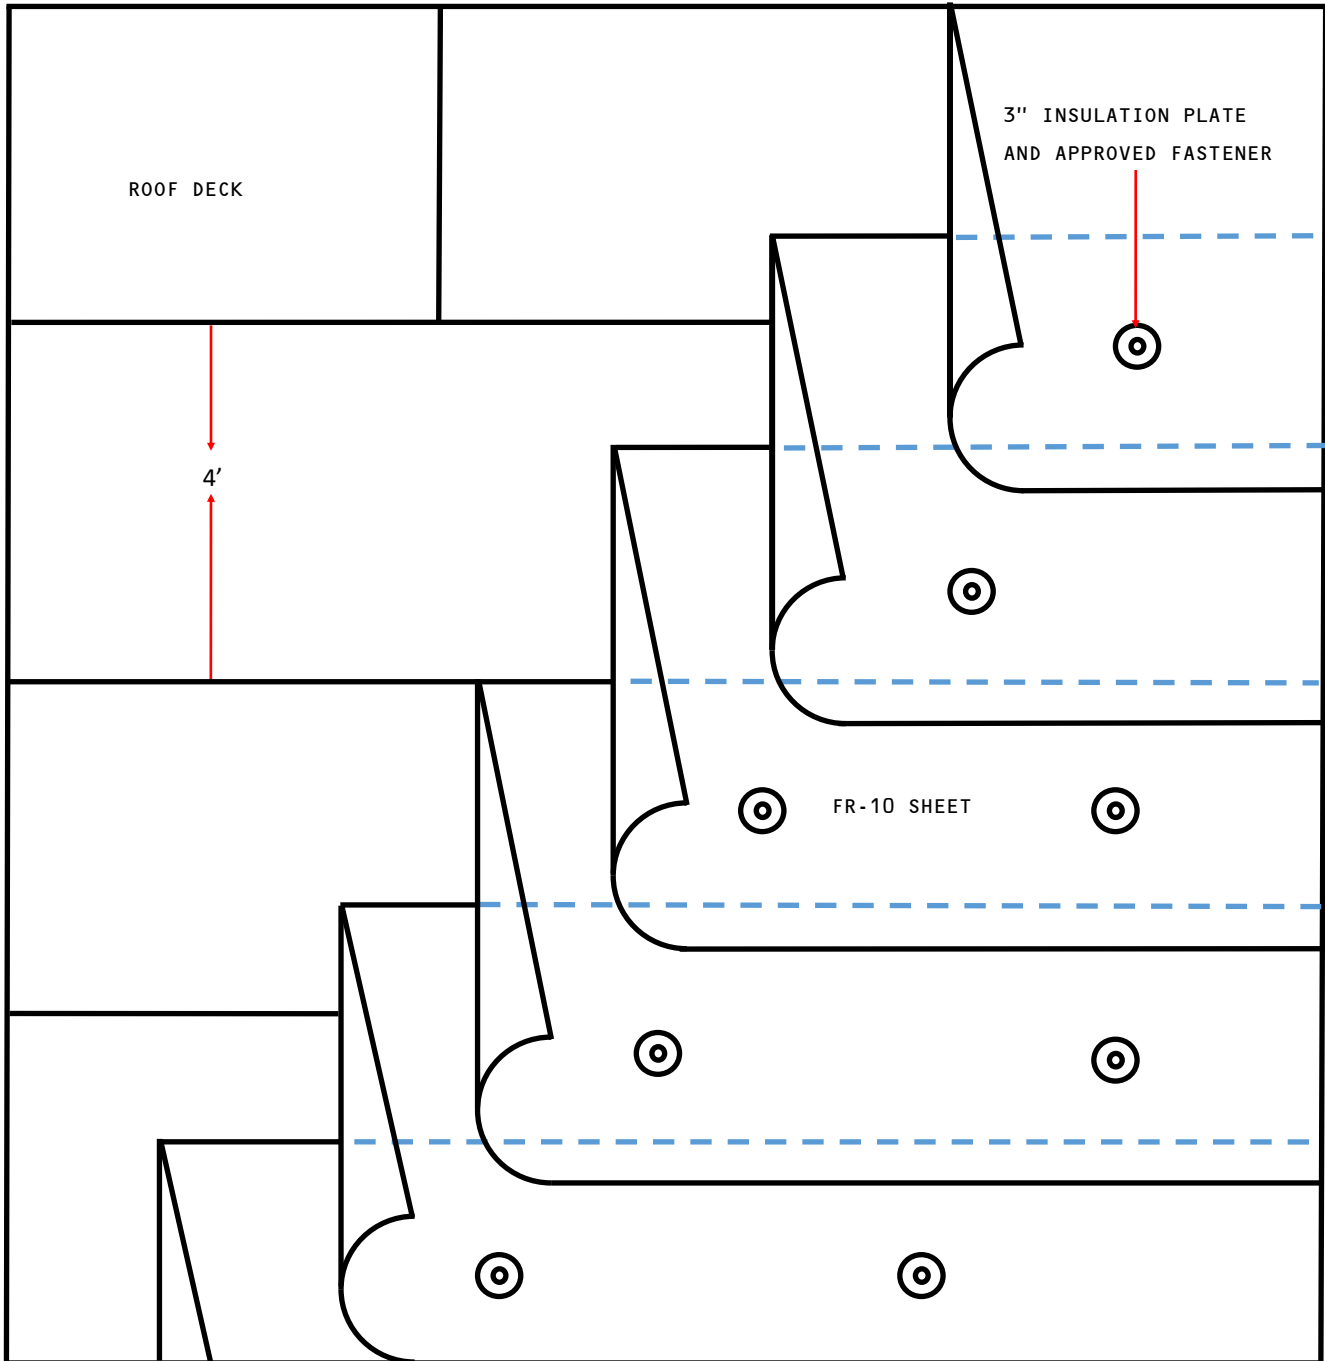 3" INSULATION PLATE
AND APPROVED FASTENER
ROOF DECK
4’
FR-10 SHEET